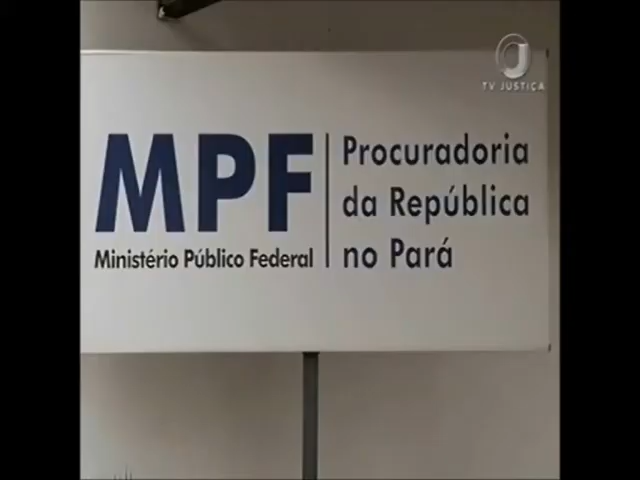 TV JUSTIÇA
MPF
Ministério Público Federal
Procuradoria
da República
no Pará